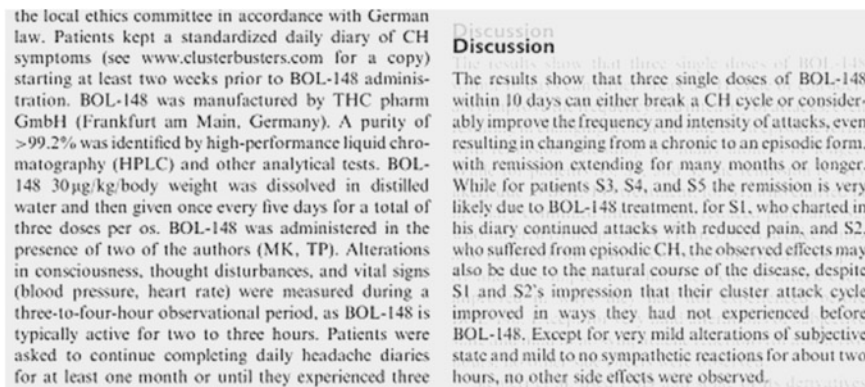 the local ethics committee in accordance with German
law. Patients kept a standardized daily diary of CH
symptoms (see www.clusterbusters.com for a copy)
starting at least two weeks prior to BOL-148 adminis-
tration. BOL-148 was manufactured by THC pharm
GmbH (Frankfurt am Main, Germany). A purity of
>99.2% was identified by high-performance liquid chro-
matography (HPLC) and other analytical tests. BOL-
148 30 µg/kg/body weight was dissolved in distilled
water and then given once every five days for a total of
three doses per os. BOL-148 was administered in the
presence of two of the authors (MK, TP). Alterations
in consciousness, thought disturbances, and vital signs
(blood pressure, heart rate) were measured during a
three-to-four-hour observational period, as BOL-148 is
typically active for two to three hours. Patients were
asked to continue completing daily headache diaries
for at least one month or until they experienced three
Discussion
The results show that three single doses of BOL-148
within 10 days can either break a CH cycle or consider-
ably improve the frequency and intensity of attacks, even
resulting in changing from a chronic to an episodic form,
with remission extending for many months or longer.
While for patients S3, S4, and S5 the remission is very
likely due to BOL-148 treatment, for S1, who charted in
his diary continued attacks with reduced pain, and S2,
who suffered from episodic CH, the observed effects may
also be due to the natural course of the disease, despite
S1 and S2's impression that their cluster attack cycle
improved in ways they had not experienced before
BOL-148. Except for very mild alterations of subjective
state and mild to no sympathetic reactions for about two
hours, no other side effects were observed.